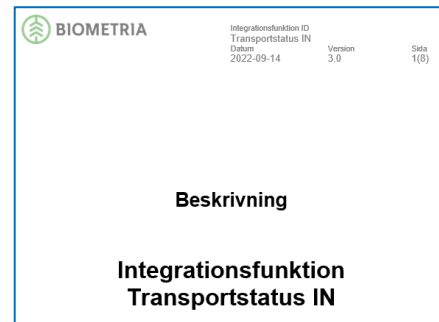 BIOMETRIA
Integrationsfunktion ID
Transportstatus IN
Datum Version Sida
2022-09-14 3.0 1(8)
Beskrivning
Integrationsfunktion
Transportstatus IN